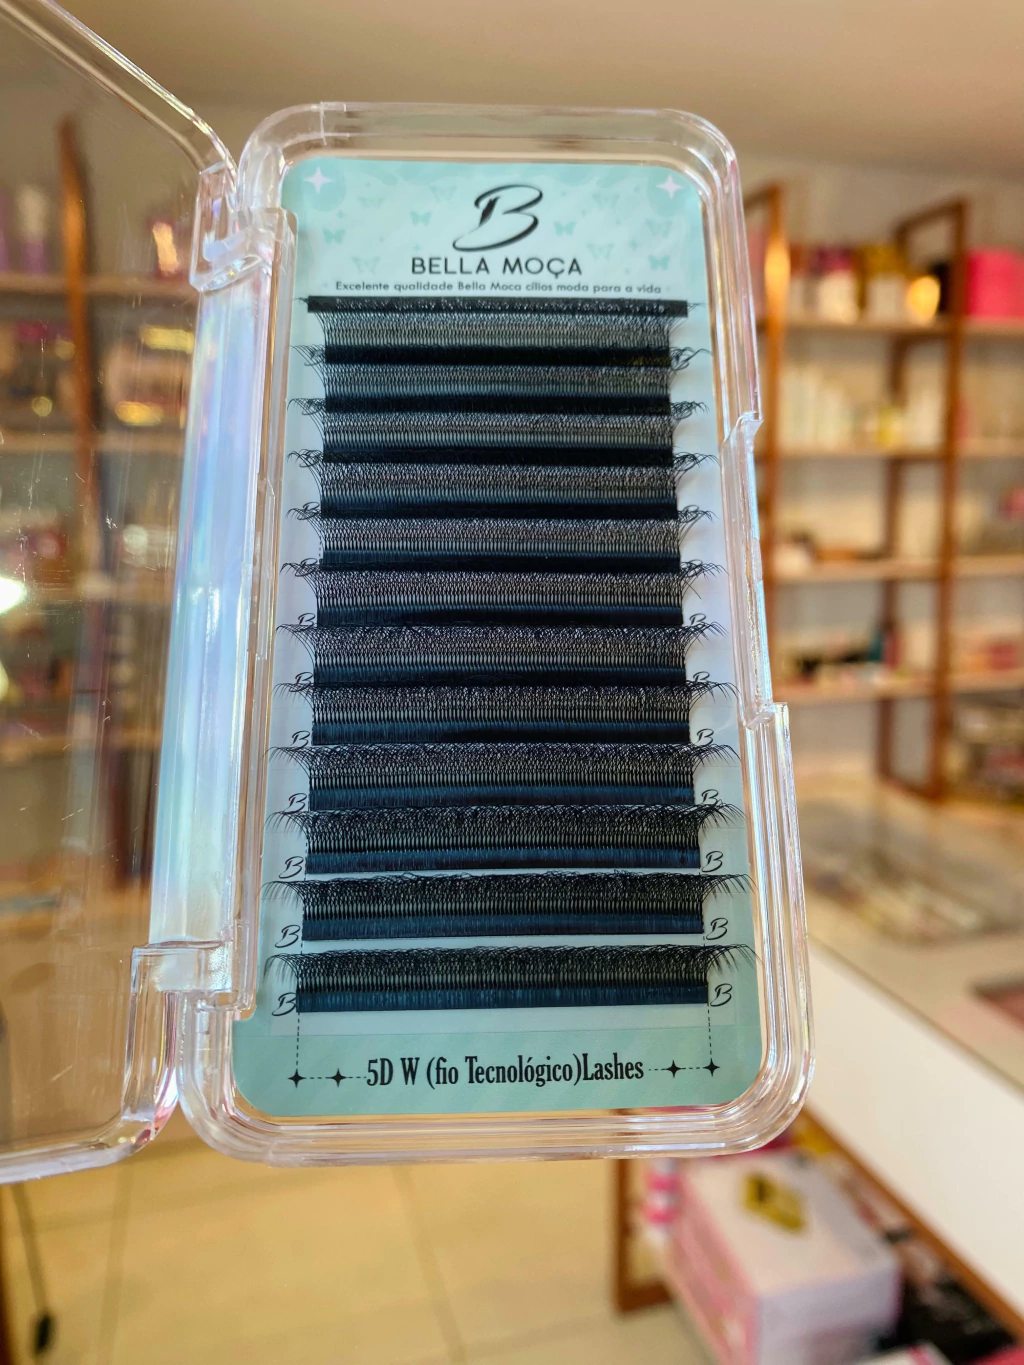 B
BELLA MOÇA
Excelente qualidade Bella Moca cílios moda para a vida
B B
B B
B B
B B
B B
B B
B B
5D W (fio Tecnológico)Lashes